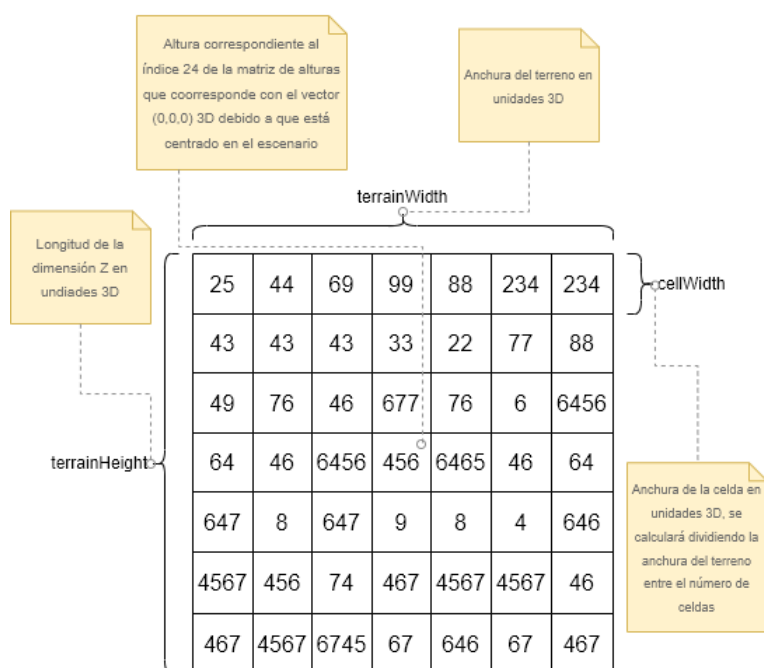 Altura correspondiente al
índice 24 de la matriz de alturas
que coorresponde con el vector
(0,0,0) 3D debido a que está
centrado en el escenario
Anchura del terreno en
unidades 3D
terrainWidth
Longitud de la
dimensión Z en
undiades 3D
25 44 69 99 88 234 234
cellWidth
43 43 43 33 22 77 88
49 76 46 677 76 6 6456
terrainHeight
64 46 6456 456 6465 46 64
647 8 647 9 8 4 646
4567 456 74 467 4567 4567 46
467 4567 6745 67 646 67 467
Anchura de la celda en
unidades 3D, se
calculará dividiendo la
anchura del terreno
entre el número de
celdas